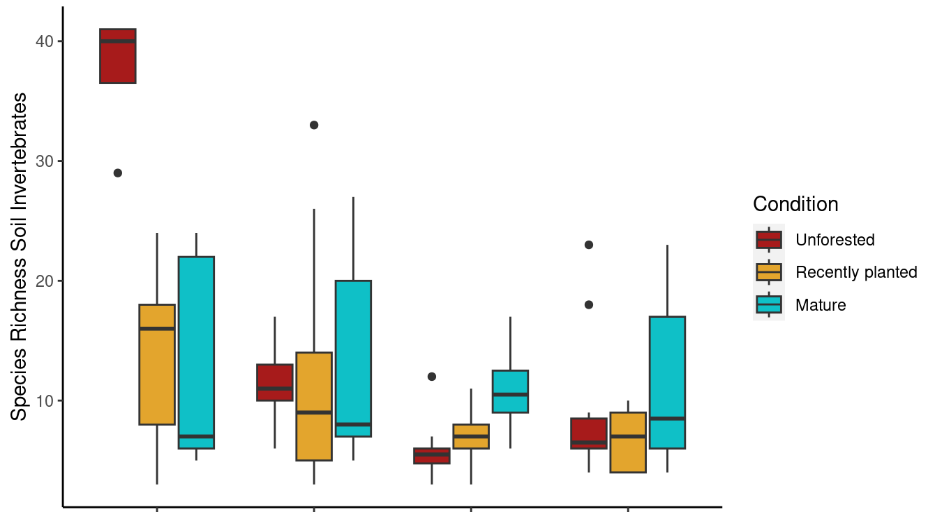 Species Richness Soil Invertebrates
40
30
20
10
Condition
Unforested
Recently planted
Mature